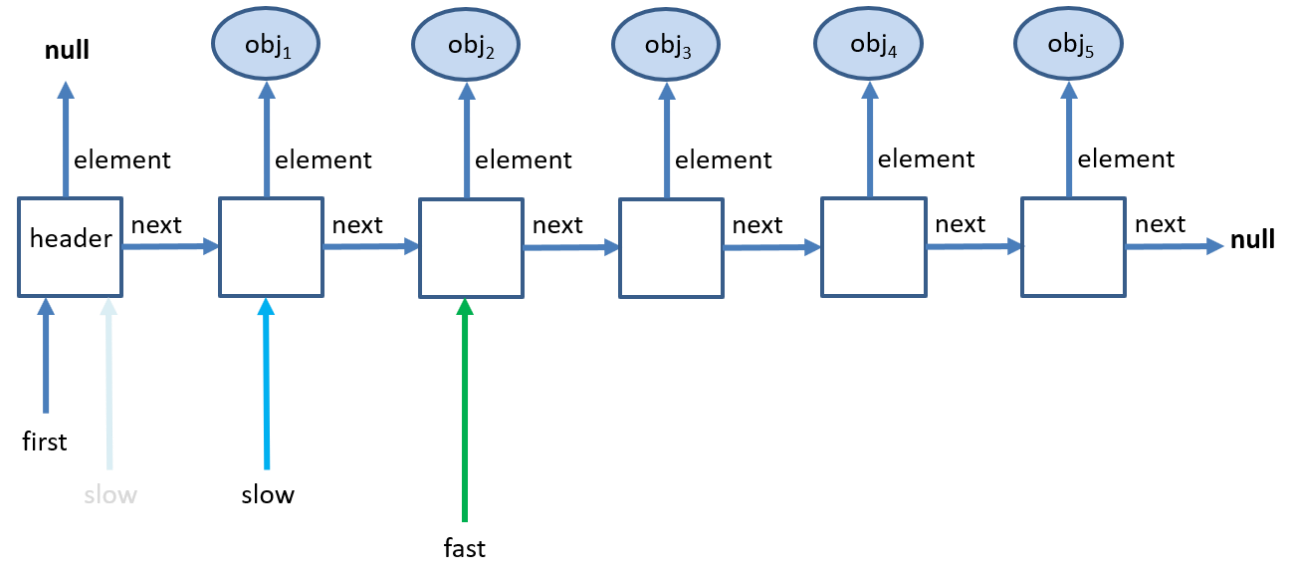 null
obj₁
obj₂
obj₃
obj₄
obj₅
element
element
element
element
element
element
header
next
next
next
next
next
next
null
first
slow
slow
fast